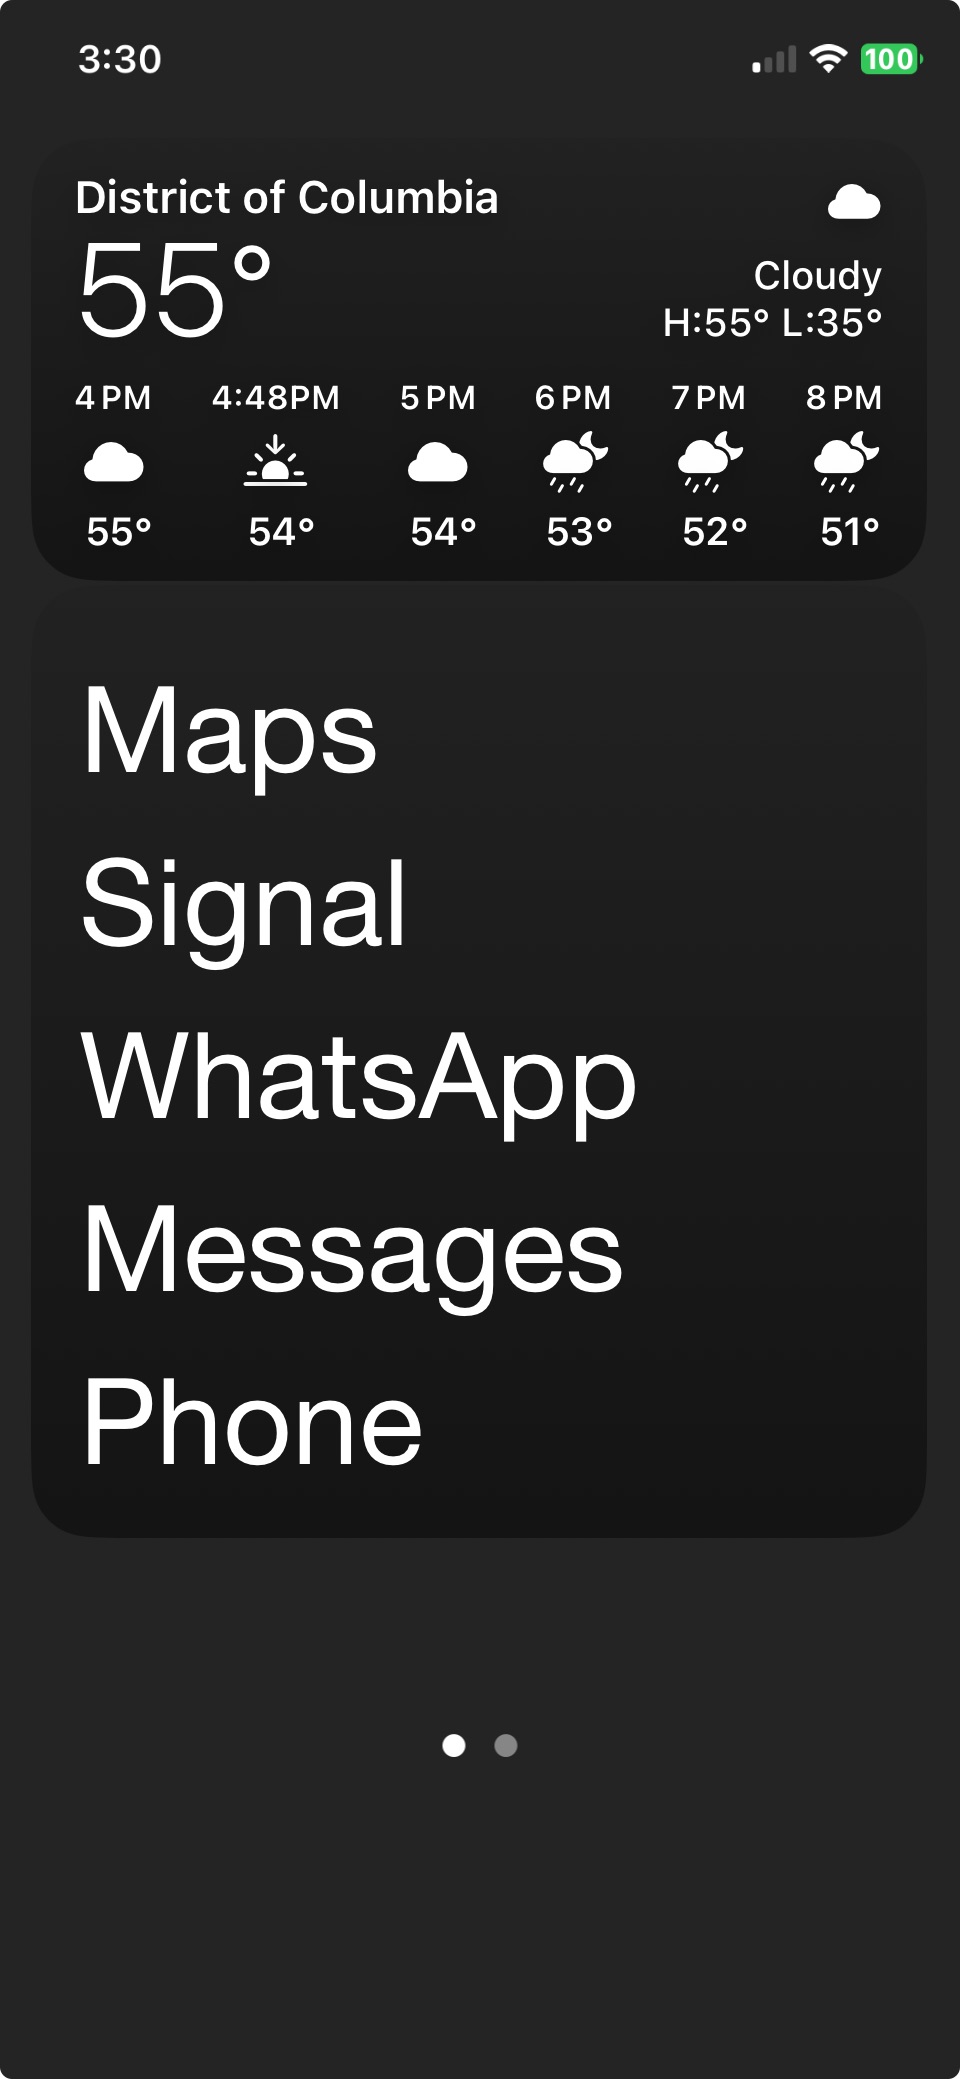 3:30 100
District of Columbia
55°
Cloudy
H:55° L:35°
4 PM 4:48PM 5 PM 6 PM 7 PM 8 PM
55° 54° 54° 53° 52° 51°
Maps
Signal
WhatsApp
Messages
Phone